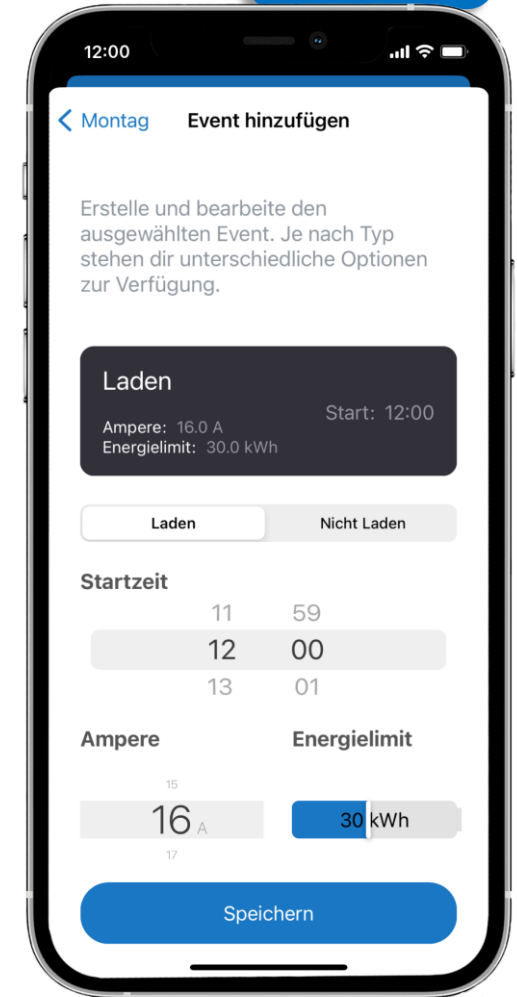 12:00
Montag Event hinzufügen
Erstelle und bearbeite den
ausgewählten Event. Je nach Typ
stehen dir unterschiedliche Optionen
zur Verfügung.
Laden
Start: 12:00
Ampere: 16.0 A
Energielimit: 30.0 kWh
Laden Nicht Laden
Startzeit
11 59
12 00
13 01
Ampere Energielimit
15
16 A 30 kWh
17
Speichern